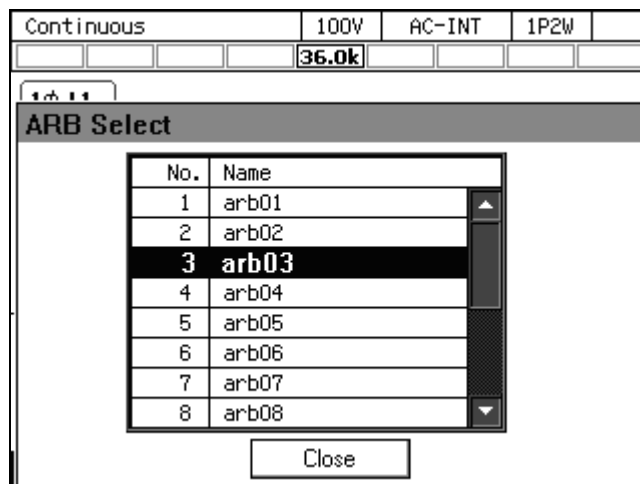 Continuous 100V AC-INT 1P2W
36.0k
ARB Select
No. Name
1 arb01
2 arb02
3 arb03
4 arb04
5 arb05
6 arb06
7 arb07
8 arb08
Close